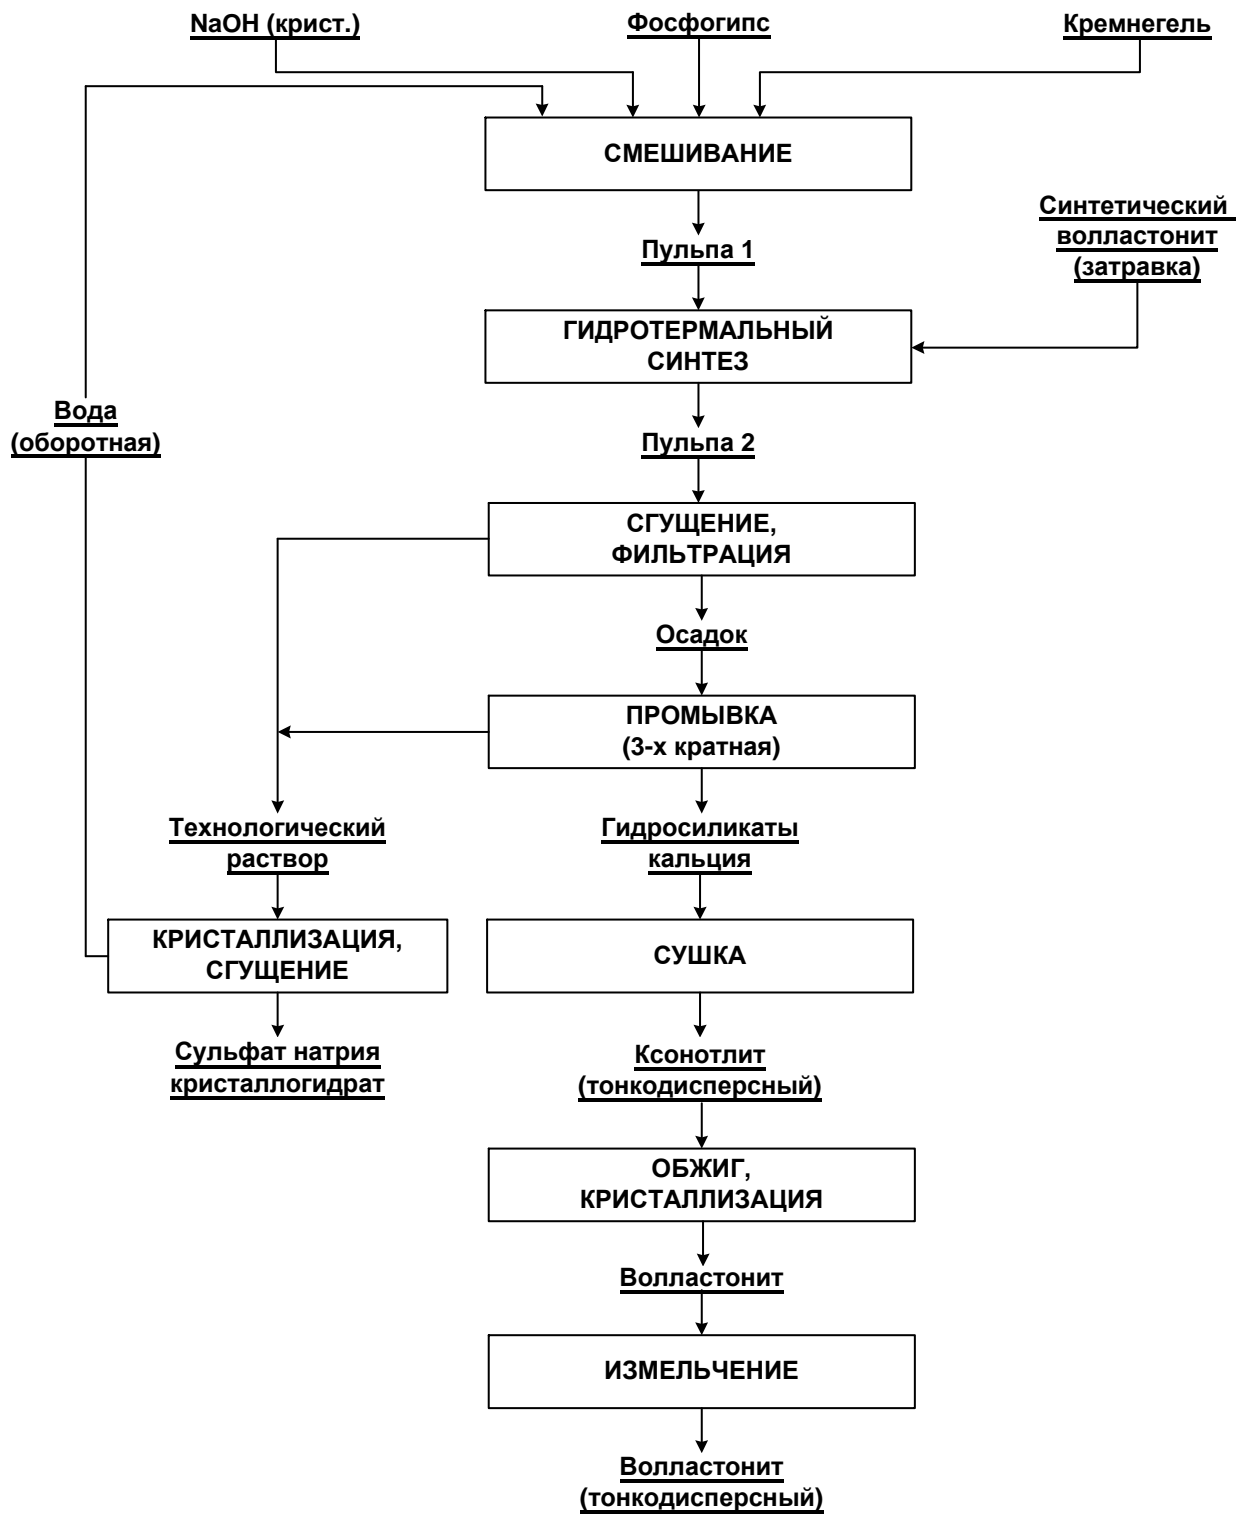 NaOH (крист.)
Фосфогипс
Кремнегель
СМЕШИВАНИЕ
Синтетический
волластонит
(затравка)
Пульпа 1
ГИДРОТЕРМАЛЬНЫЙ
СИНТЕЗ
Вода
(оборотная)
Пульпа 2
СГУЩЕНИЕ,
ФИЛЬТРАЦИЯ
Осадок
ПРОМЫВКА
(3-х кратная)
Технологический
раствор
Гидросиликаты
кальция
КРИСТАЛЛИЗАЦИЯ,
СГУЩЕНИЕ
СУШКА
Сульфат натрия
кристаллогидрат
Ксонотлит
(тонкодисперсный)
ОБЖИГ,
КРИСТАЛЛИЗАЦИЯ
Волластонит
ИЗМЕЛЬЧЕНИЕ
Волластонит
(тонкодисперсный)